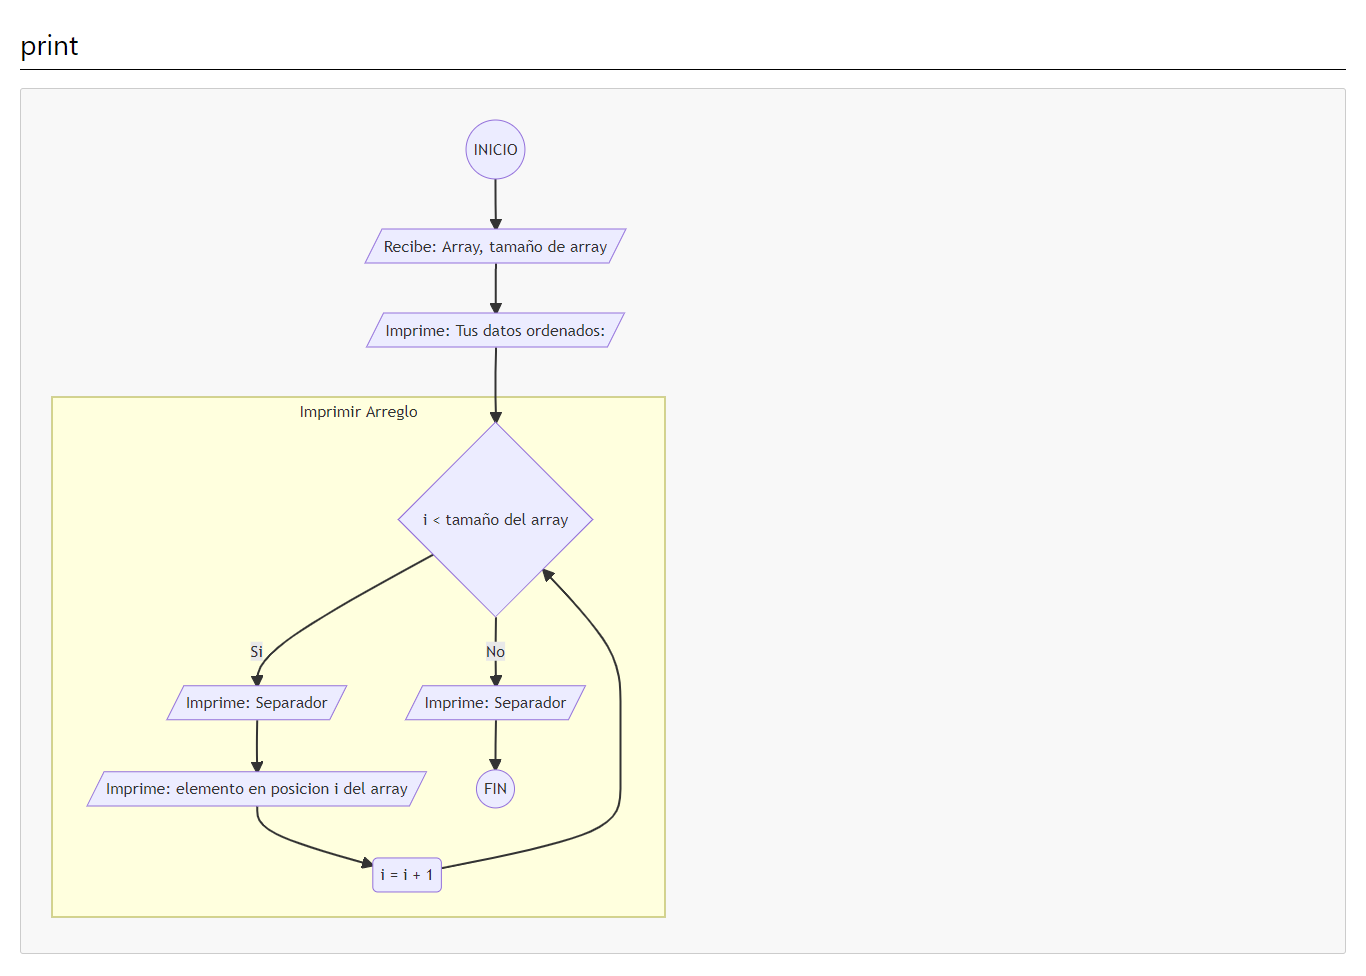 print
INICIO
Recibe: Array, tamaño de array
Imprime: Tus datos ordenados:
Imprimir Arreglo
i < tamaño del array
Si
No
Imprime: Separador
Imprime: Separador
Imprime: elemento en posicion i del array
FIN
i = i + 1